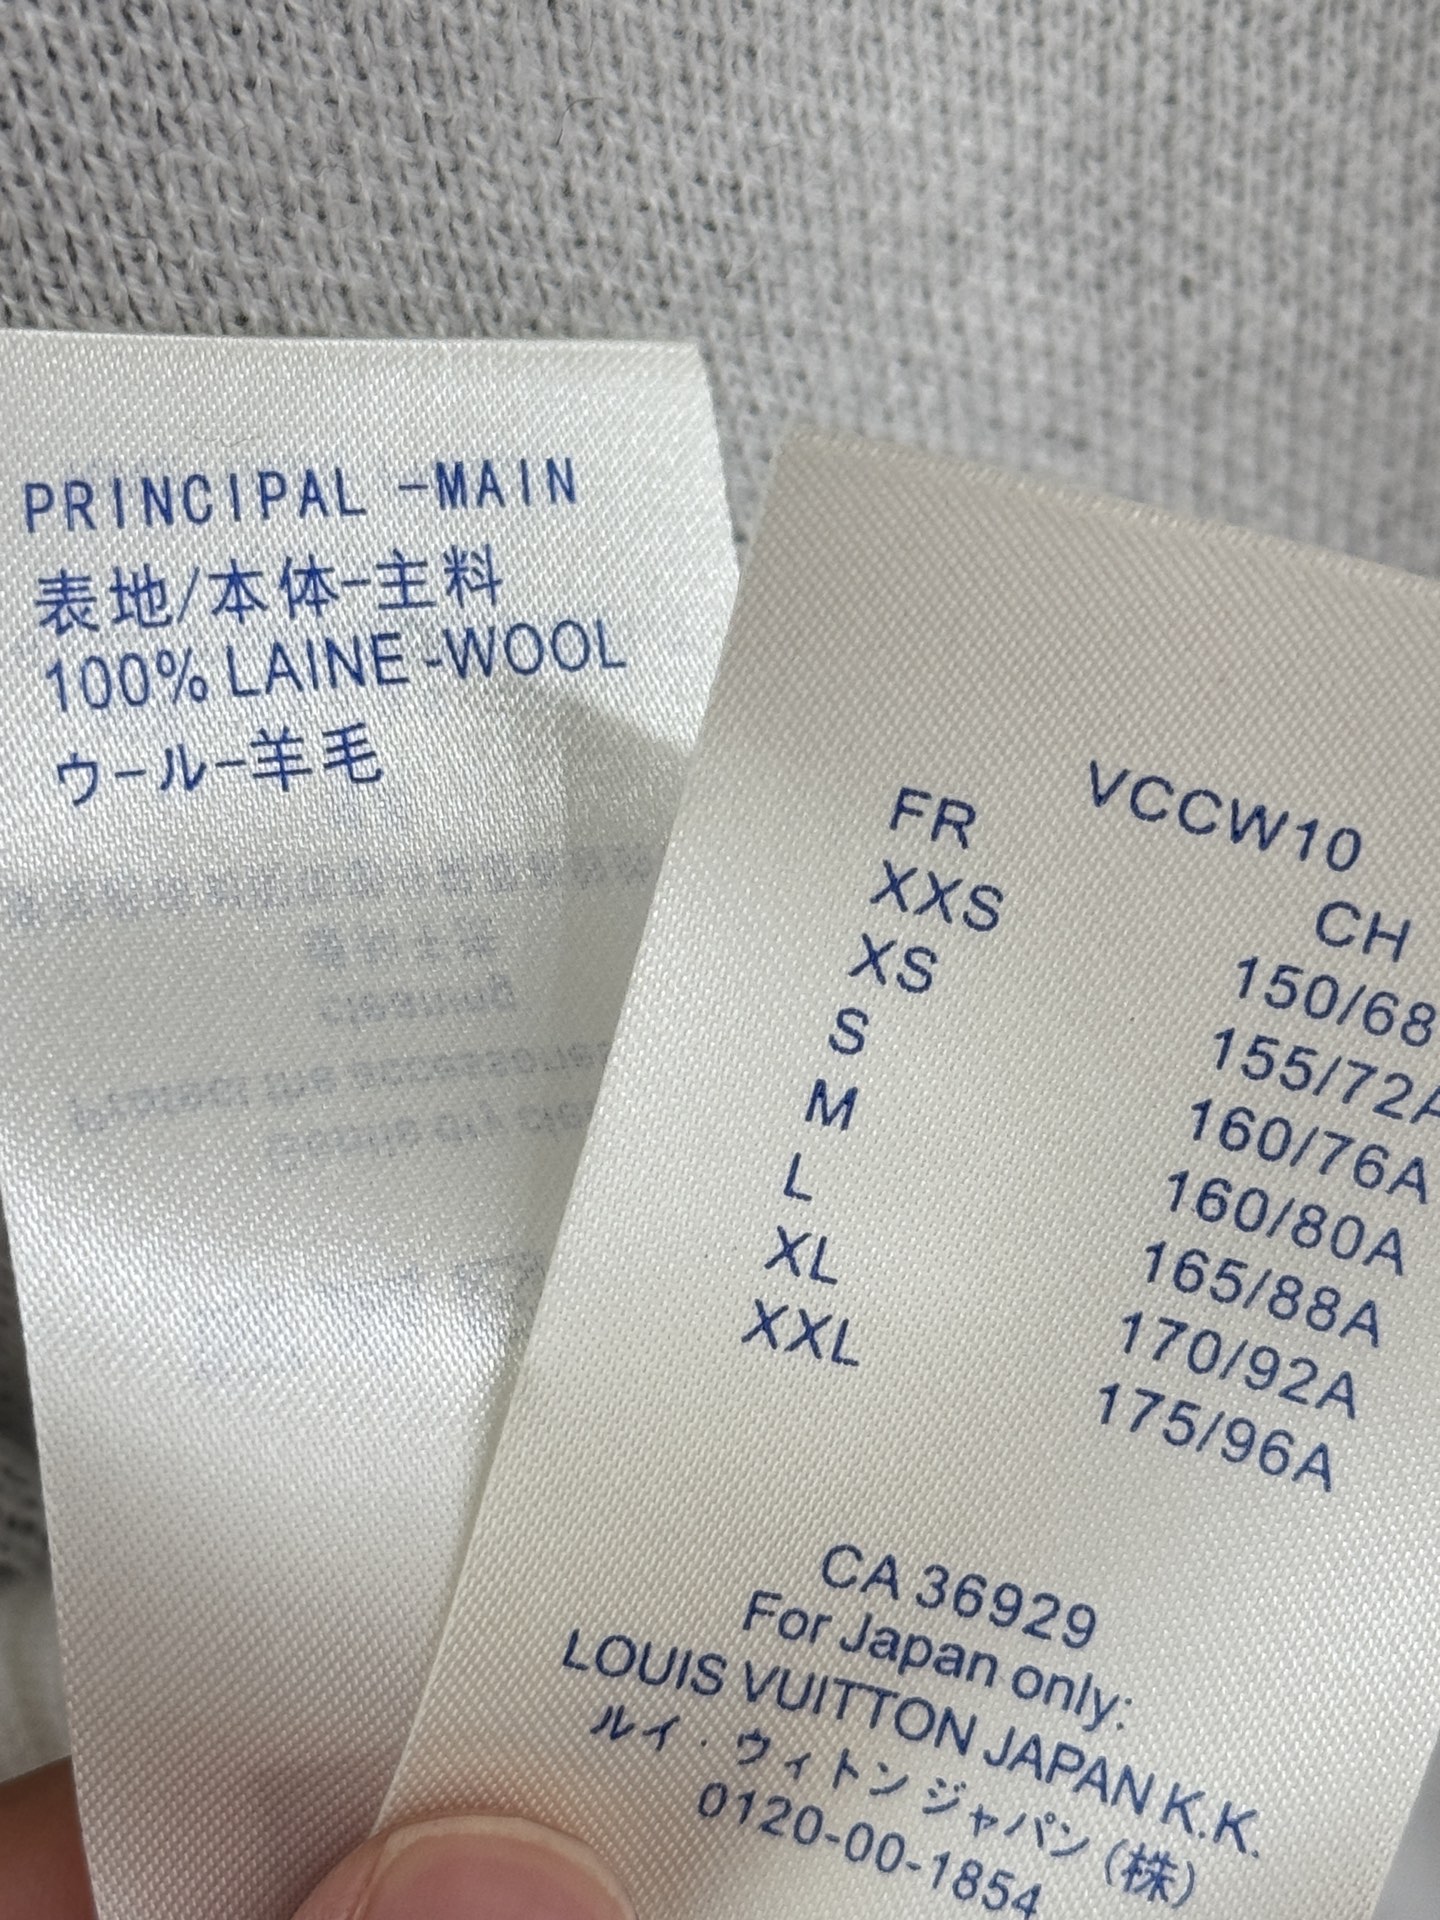 PRINCIPAL -MAIN
表地/本体-主料
100% LAINE -WOOL
ウール-羊毛
VCCW10
FR CH
XXS 150/68
XS 155/72A
S 160/76A
M 160/80A
L 165/88A
XL 170/92A
XXL 175/96A
CA 36929
For Japan only:
LOUIS VUITTON JAPAN K.K.
ルイ・ウィトン ジャパン (株)
0120-00-1854